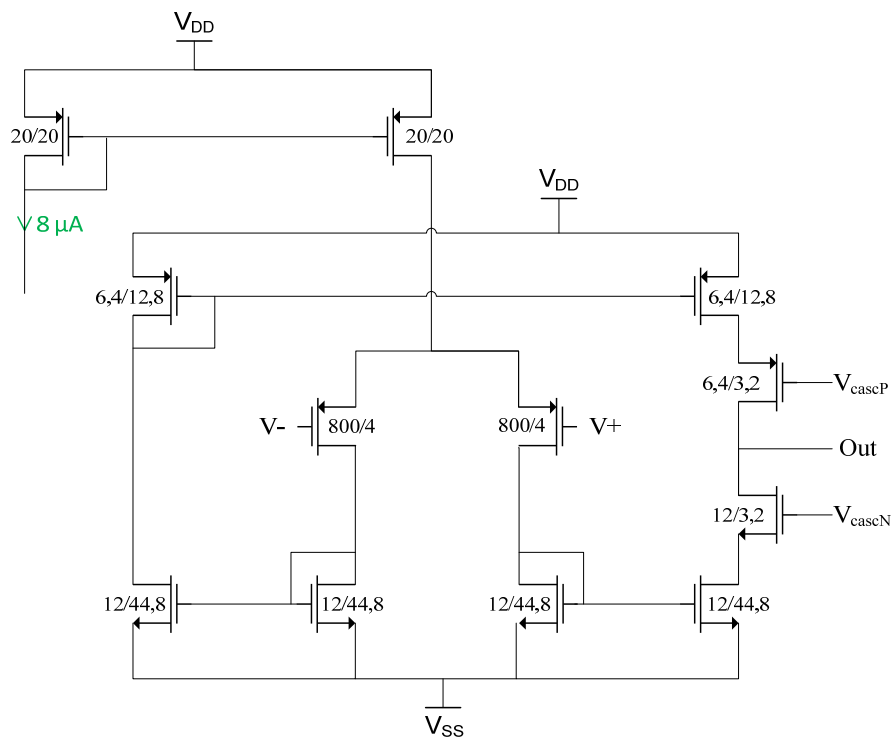 VDD
20/20
20/20
VDD
8 µA
6,4/12,8
6,4/12,8
6,4/3,2
VcascP
V-
800/4
800/4
V+
Out
12/3,2
VcascN
12/44,8
12/44,8
12/44,8
12/44,8
VSS